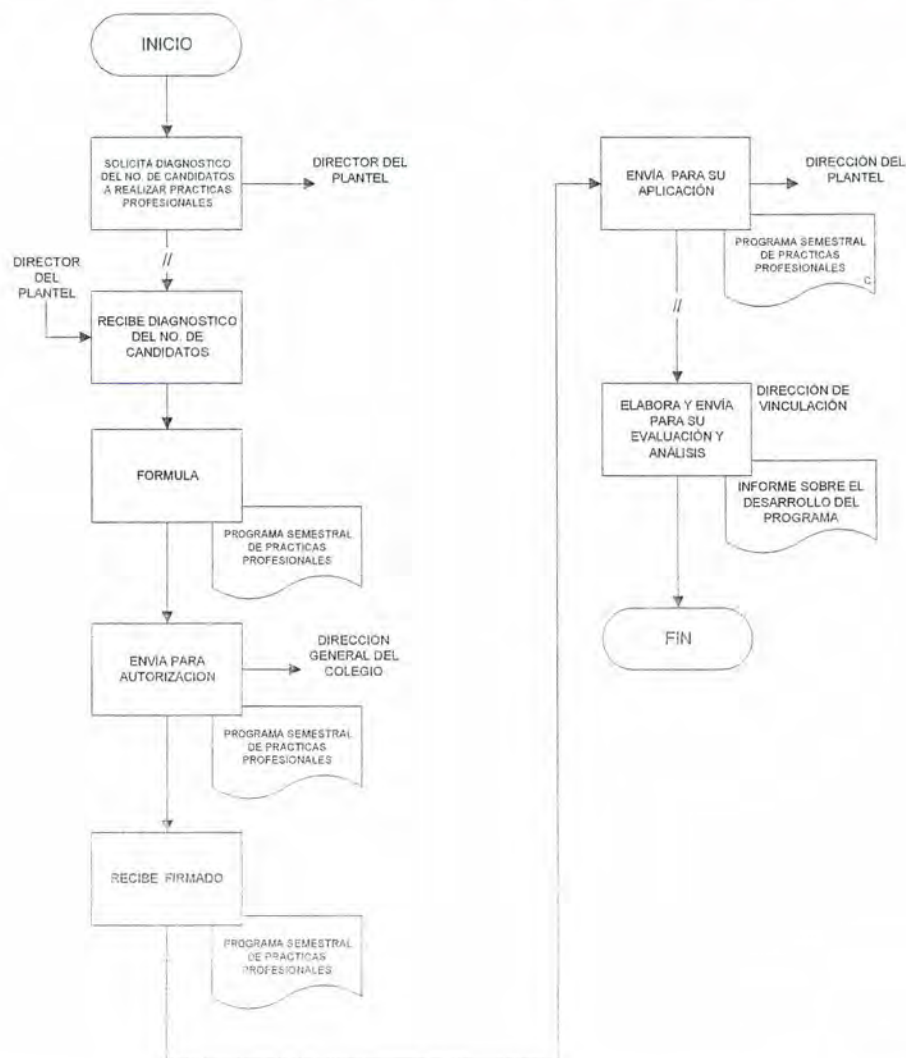 INICIO
SOLICITA DIAGNOSTICO
DEL NO. DE CANDIDATOS
A REALIZAR PRACTICAS
PROFESIONALES
DIRECTOR DEL
PLANTEL
//
DIRECTOR
DEL
PLANTEL
RECIBE DIAGNOSTICO
DEL NO. DE
CANDIDATOS
FORMULA
PROGRAMA SEMESTRAL
DE PRACTICAS
PROFESIONALES
ENVÍA PARA
AUTORIZACION
DIRECCION
GENERAL DEL
COLEGIO
PROGRAMA SEMESTRAL
DE PRACTICAS
PROFESIONALES
RECIBE FIRMADO
PROGRAMA SEMESTRAL
DE PRACTICAS
PROFESIONALES
ENVÍA PARA SU
APLICACIÓN
DIRECCIÓN DEL
PLANTEL
PROGRAMA SEMESTRAL
DE PRACTICAS
PROFESIONALES
C
//
ELABORA Y ENVÍA
PARA SU
EVALUACIÓN Y
ANÁLISIS
DIRECCIÓN DE
VINCULACIÓN
INFORME SOBRE EL
DESARROLLO DEL
PROGRAMA
FIN